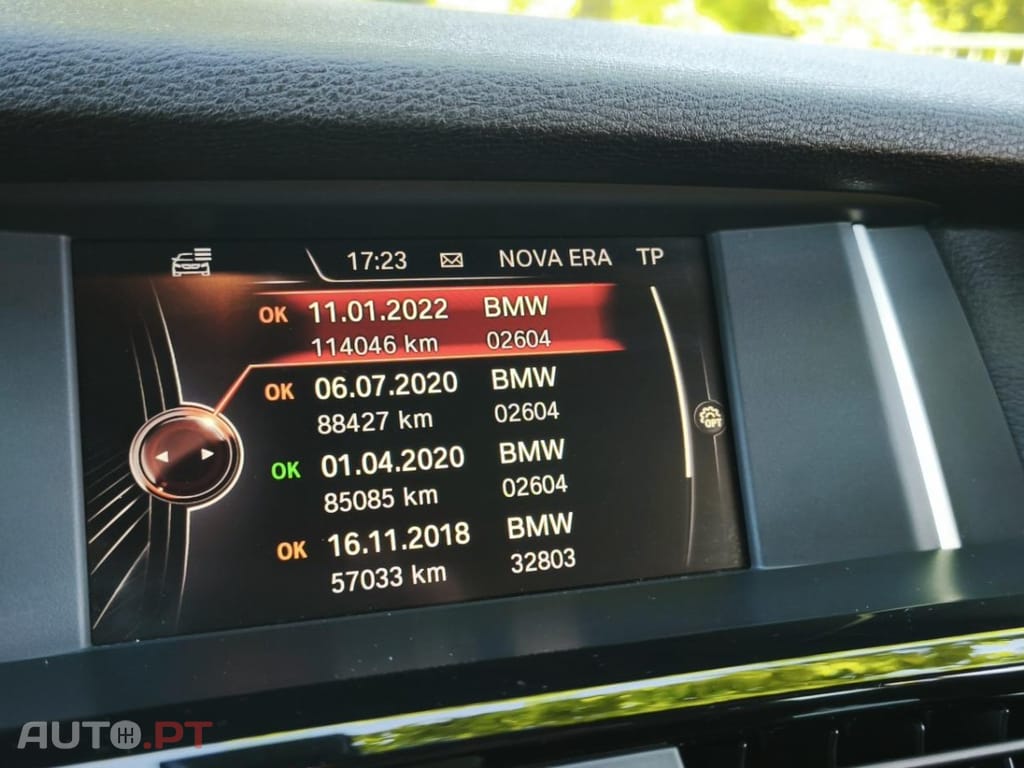 17:23 NOVA ERA TP
OK 11.01.2022 BMW
114046 km 02604
OK 06.07.2020 BMW
88427 km 02604
OK 01.04.2020 BMW
85085 km 02604
OK 16.11.2018 BMW
57033 km 32803
OPT
AUTO.PT